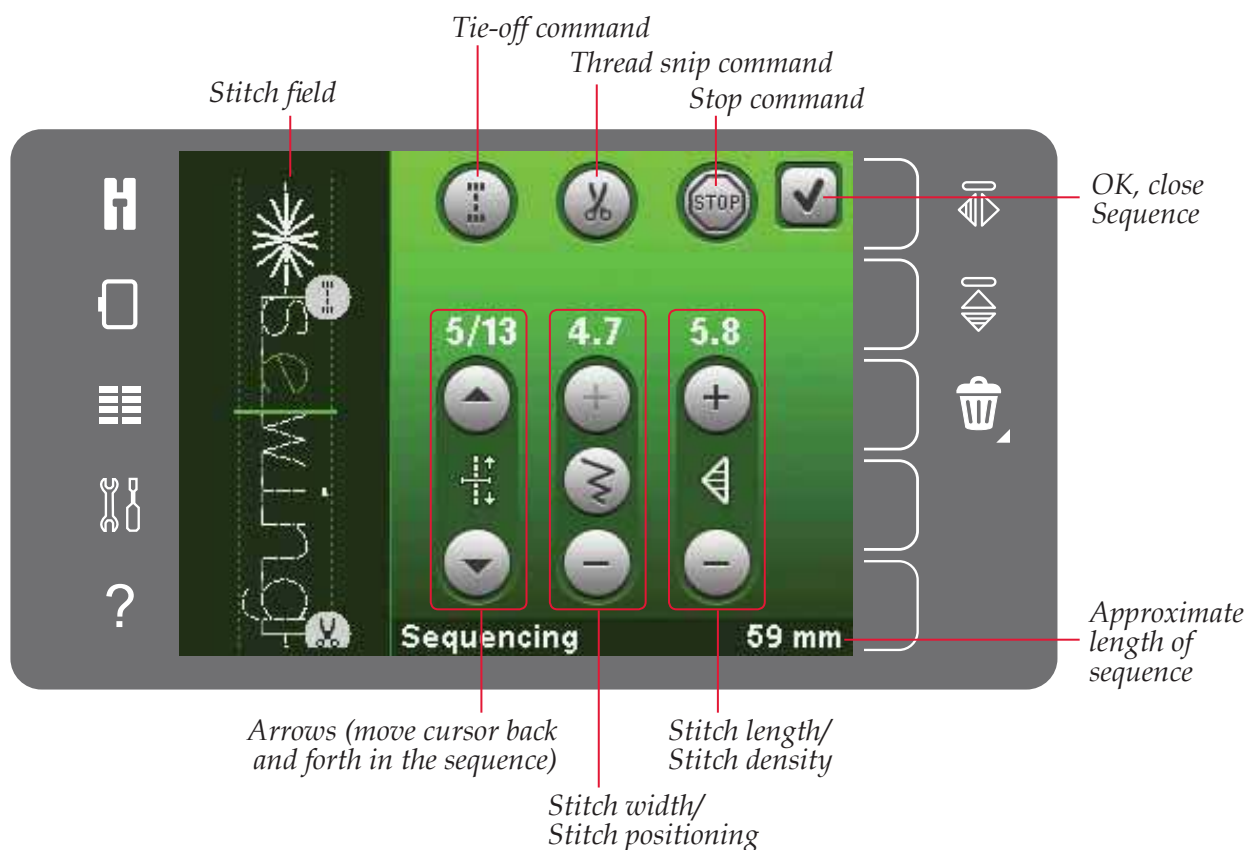 Tie-off command
Thread snip command
Stitch field
Stop command
STOP
OK, close
Sequence
5/13
4.7
5.8
sewing
?
Sequencing
59 mm
Approximate
length of
sequence
Arrows (move cursor back
and forth in the sequence)
Stitch length/
Stitch density
Stitch width/
Stitch positioning